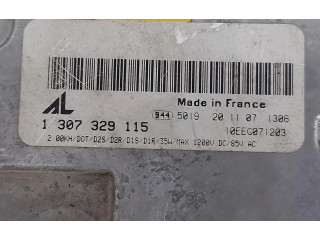 Made in France
AL
944 5019 20 11 07 1306
1 307 329 115
10EEG071203
2.00KH/DOT/D2S/D2R/D1S/D1R/35W/MAX 1200V DC/85V AC